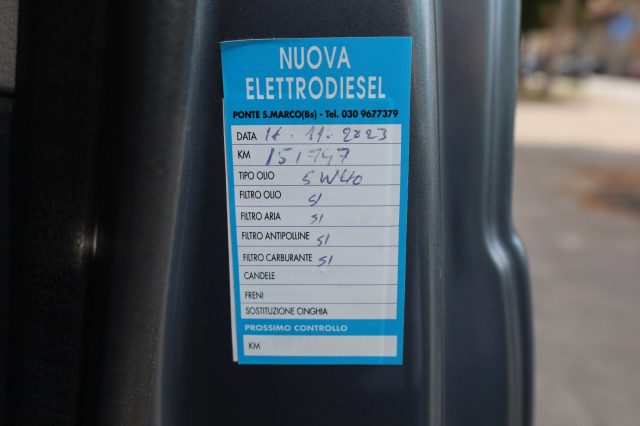 NUOVA
ELETTRODIESEL
PONTE S.MARCO(Bs) - Tel. 030 9677379
DATA 16.11.2023
KM 151747
TIPO OLIO 5W40
FILTRO OLIO SI
FILTRO ARIA SI
FILTRO ANTIPOLLINE SI
FILTRO CARBURANTE SI
CANDELE
FRENI
SOSTITUZIONE CINGHIA
PROSSIMO CONTROLLO
KM